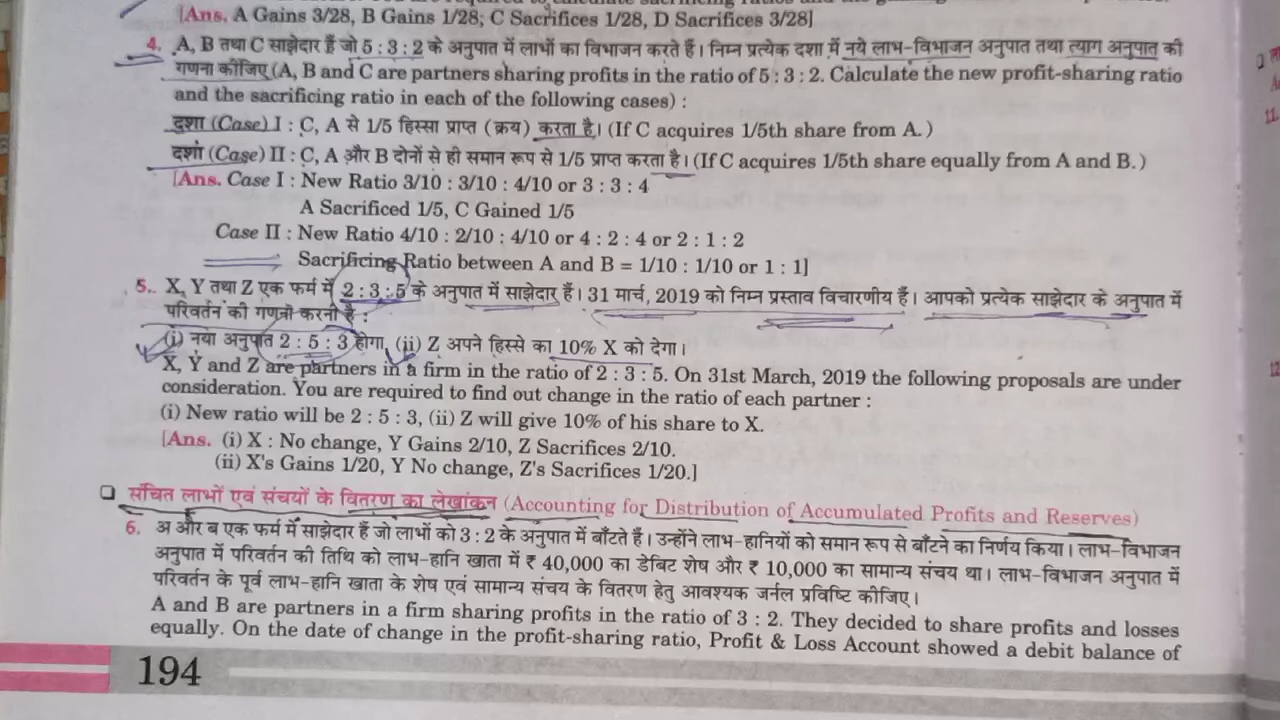 to calculate sacrificing ratios and the
[Ans. A Gains 3/28, B Gains 1/28; C Sacrifices 1/28, D Sacrifices 3/28]
4. A, B तथा C साझेदार हैं जो 5 : 3 : 2 के अनुपात में लाभों का विभाजन करते हैं। निम्न प्रत्येक दशा में नये लाभ-विभाजन अनुपात तथा त्याग अनुपात की
गणना कीजिए (A, B and C are partners sharing profits in the ratio of 5 : 3 : 2. Calculate the new profit-sharing ratio
and the sacrificing ratio in each of the following cases) :
दशा (Case) I : C, A से 1/5 हिस्सा प्राप्त (क्रय) करता है। (If C acquires 1/5th share from A.)
दशा (Case) II : C, A और B दोनों से ही समान रूप से 1/5 प्राप्त करता है। (If C acquires 1/5th share equally from A and B.)
[Ans. Case I : New Ratio 3/10 : 3/10 : 4/10 or 3 : 3 : 4
A Sacrificed 1/5, C Gained 1/5
Case II : New Ratio 4/10 : 2/10 : 4/10 or 4 : 2 : 4 or 2 : 1 : 2
Sacrificing Ratio between A and B = 1/10 : 1/10 or 1 : 1]
5. X, Y तथा Z एक फर्म में 2 : 3 : 5 के अनुपात में साझेदार हैं। 31 मार्च, 2019 को निम्न प्रस्ताव विचारणीय हैं। आपको प्रत्येक साझेदार के अनुपात में
परिवर्तन की गणना करनी है :
(i) नया अनुपात 2 : 5 : 3 होगा, (ii) Z अपने हिस्से का 10% X को देगा।
X, Y and Z are partners in a firm in the ratio of 2 : 3 : 5. On 31st March, 2019 the following proposals are under
consideration. You are required to find out change in the ratio of each partner :
(i) New ratio will be 2 : 5 : 3, (ii) Z will give 10% of his share to X.
[Ans. (i) X : No change, Y Gains 2/10, Z Sacrifices 2/10.
(ii) X's Gains 1/20, Y No change, Z's Sacrifices 1/20.]
❑ संचित लाभों एवं संचयों के वितरण का लेखांकन (Accounting for Distribution of Accumulated Profits and Reserves)
6. अ और ब एक फर्म में साझेदार हैं जो लाभों को 3 : 2 के अनुपात में बाँटते हैं। उन्होंने लाभ-हानियों को समान रूप से बाँटने का निर्णय किया। लाभ-विभाजन
अनुपात में परिवर्तन की तिथि को लाभ-हानि खाता में ₹ 40,000 का डेबिट शेष और ₹ 10,000 का सामान्य संचय था। लाभ-विभाजन अनुपात में
परिवर्तन के पूर्व लाभ-हानि खाता के शेष एवं सामान्य संचय के वितरण हेतु आवश्यक जर्नल प्रविष्टि कीजिए।
A and B are partners in a firm sharing profits in the ratio of 3 : 2. They decided to share profits and losses
equally. On the date of change in the profit-sharing ratio, Profit & Loss Account showed a debit balance of
194
11.
12